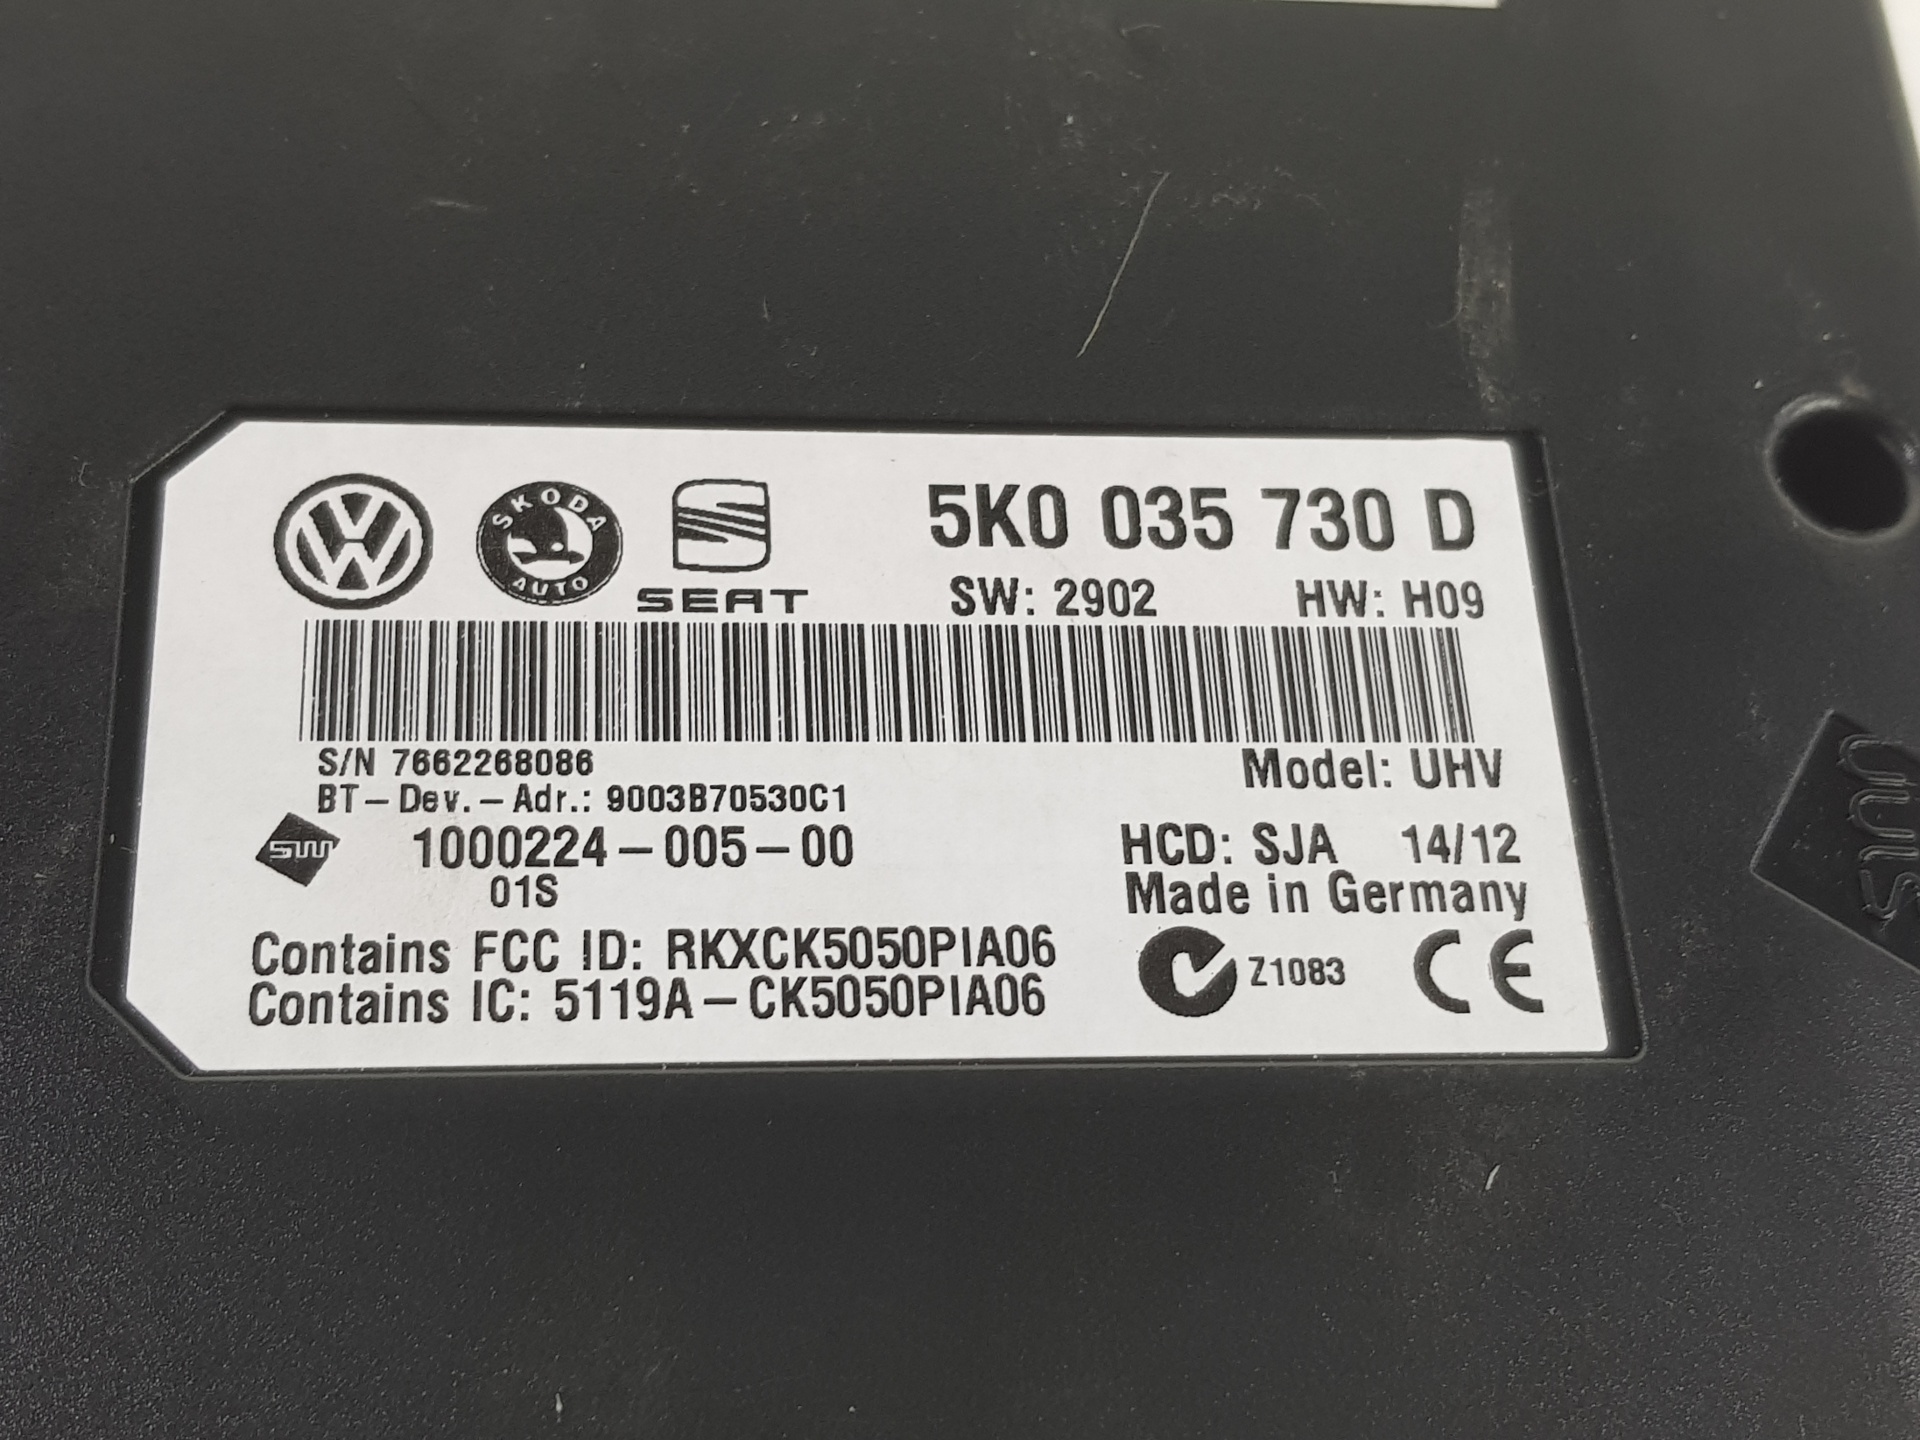 SKODA
AUTO
SEAT
5K0 035 730 D
SW: 2902 HW: H09
S/N 7662268086
Model: UHV
BT-Dev.-Adr.: 9003B70530C1
SW 1000224-005-00
HCD: SJA 14/12
01S
Made in Germany
Contains FCC ID: RKXCK5050PIA06
Contains IC: 5119A-CK5050PIA06
Z1083 CE